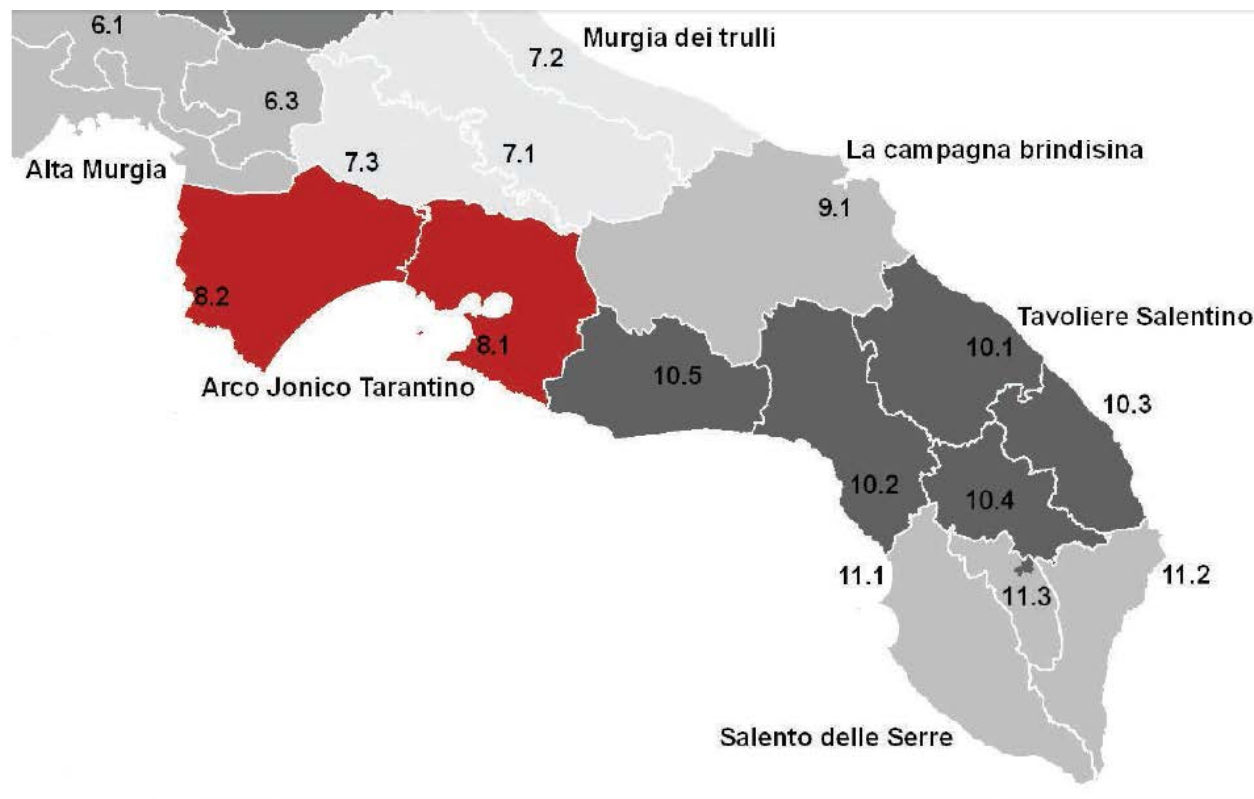 6.1
Murgia dei trulli
7.2
6.3
7.1
La campagna brindisina
7.3
Alta Murgia
9.1
8.2
Tavoliere Salentino
8.1
10.1
10.5
Arco Jonico Tarantino
10.3
10.2
10.4
11.1
11.2
11.3
Salento delle Serre